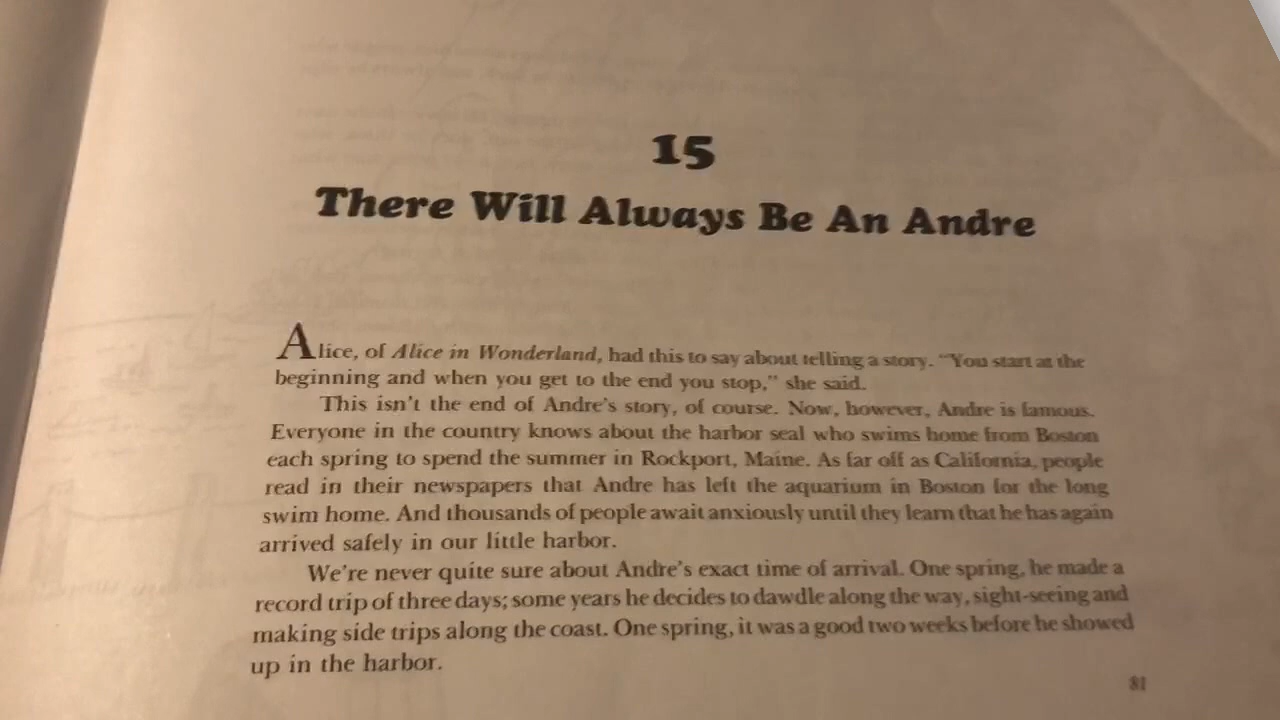 15
There Will Always Be An Andre
Alice, of Alice in Wonderland, had this to say about telling a story. "You start at the
beginning and when you get to the end you stop," she said.
This isn't the end of Andre's story, of course. Now, however, Andre is famous.
Everyone in the country knows about the harbor seal who swims home from Boston
each spring to spend the summer in Rockport, Maine. As far off as California, people
read in their newspapers that Andre has left the aquarium in Boston for the long
swim home. And thousands of people await anxiously until they learn that he has again
arrived safely in our little harbor.
We're never quite sure about Andre's exact time of arrival. One spring, he made a
record trip of three days; some years he decides to dawdle along the way, sight-seeing and
making side trips along the coast. One spring, it was a good two weeks before he showed
up in the harbor.
81